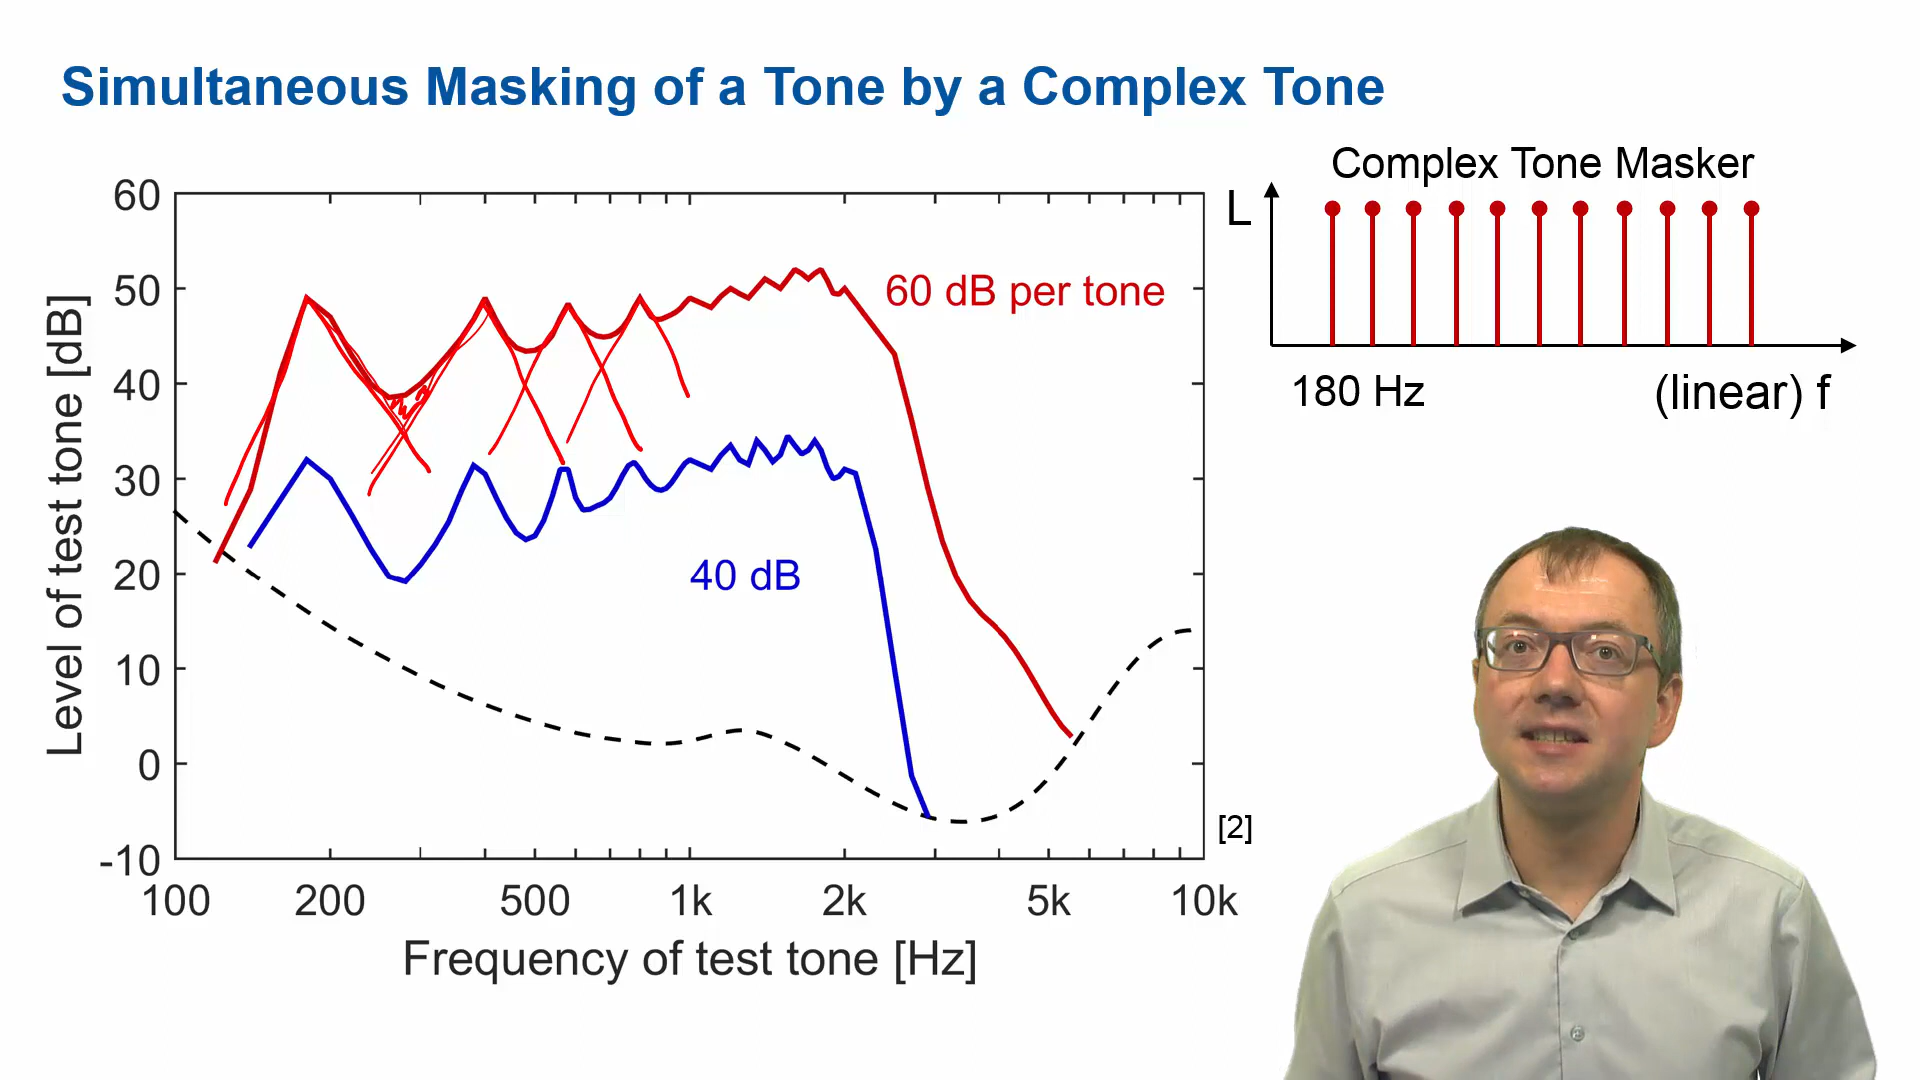 Simultaneous Masking of a Tone by a Complex Tone
Complex Tone Masker
L
180 Hz
(linear) f
60
50
40
30
20
10
0
-10
Level of test tone [dB]
60 dB per tone
40 dB
[2]
100
200
500
1k
2k
5k
10k
Frequency of test tone [Hz]